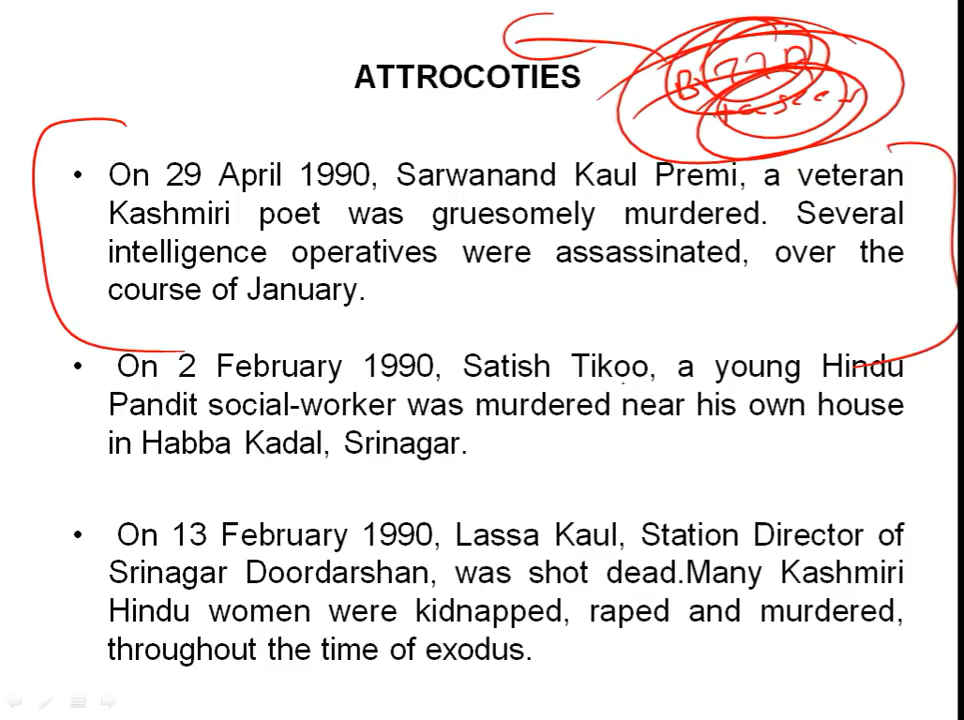 ATTROCOTIES
• On 29 April 1990, Sarwanand Kaul Premi, a veteran
Kashmiri poet was gruesomely murdered. Several
intelligence operatives were assassinated, over the
course of January.
• On 2 February 1990, Satish Tikoo, a young Hindu
Pandit social-worker was murdered near his own house
in Habba Kadal, Srinagar.
• On 13 February 1990, Lassa Kaul, Station Director of
Srinagar Doordarshan, was shot dead.Many Kashmiri
Hindu women were kidnapped, raped and murdered,
throughout the time of exodus.